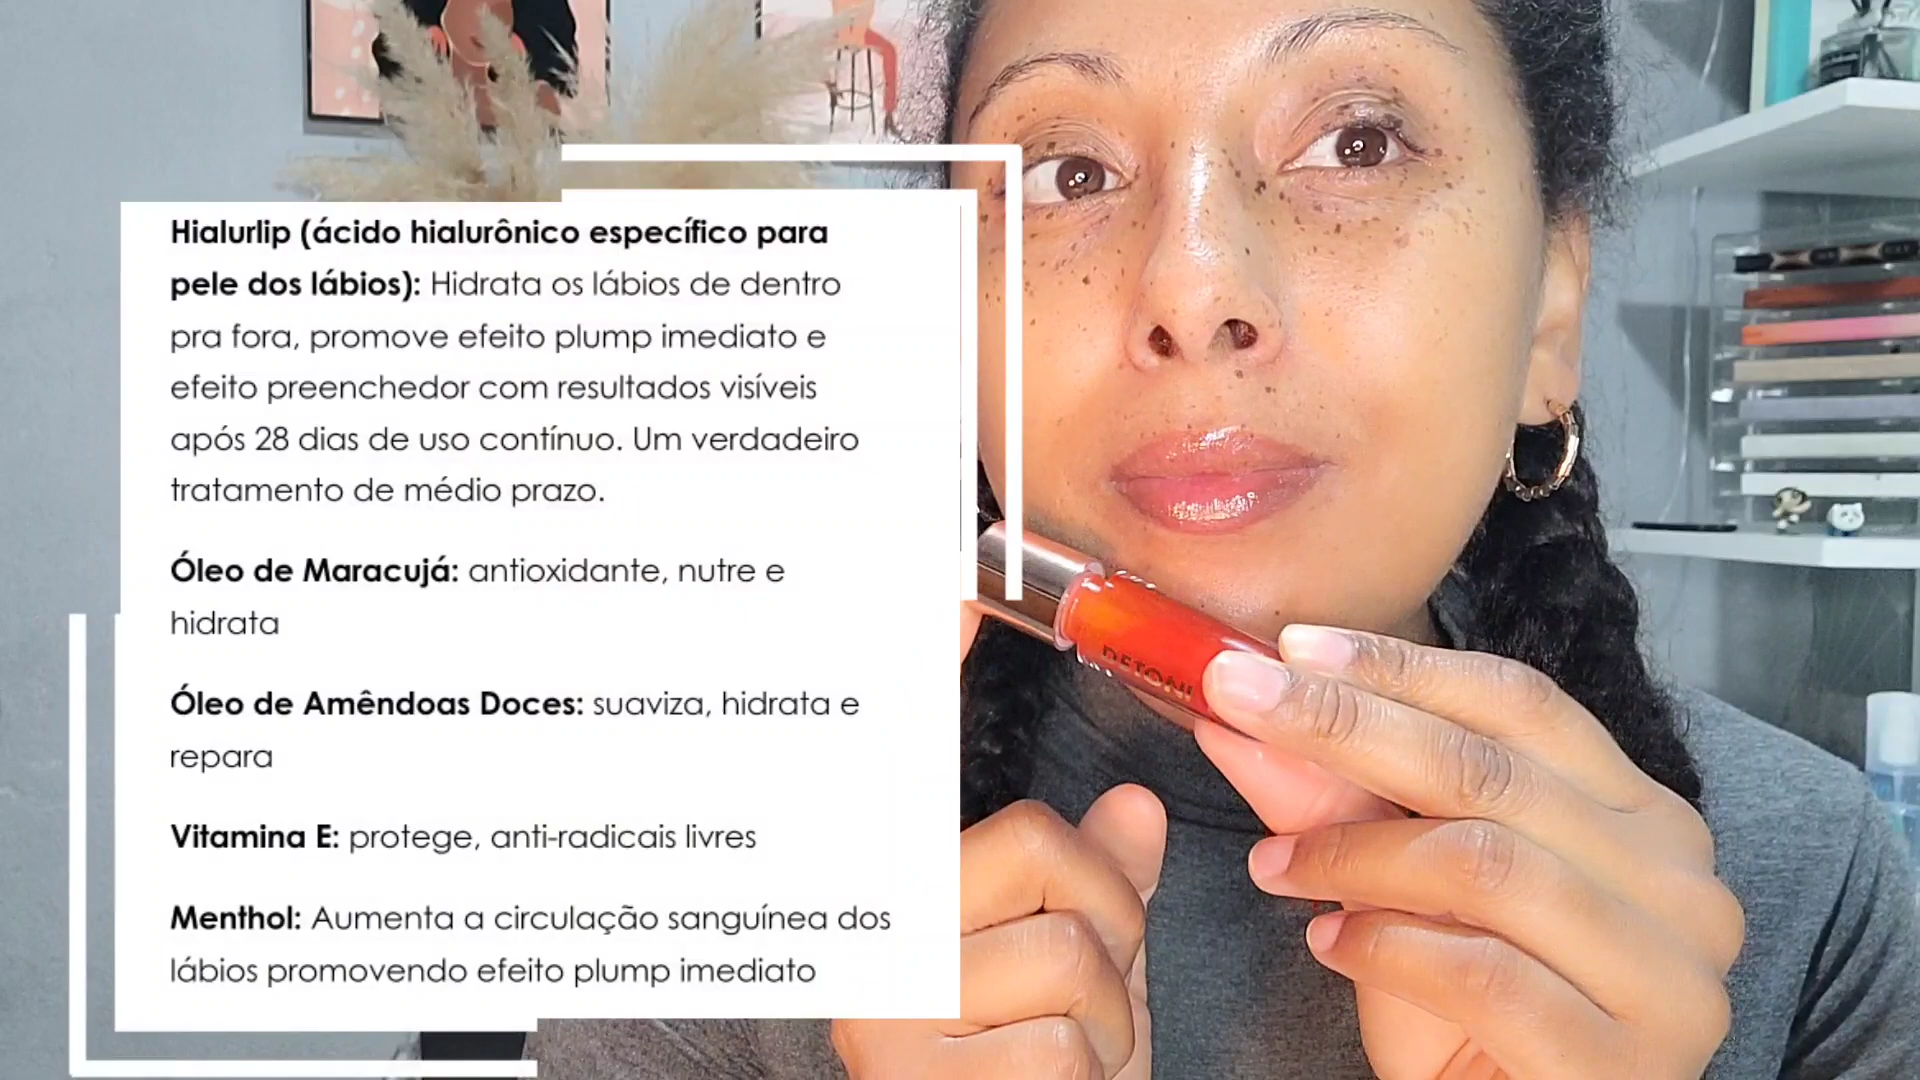 Hialurlip (ácido hialurônico específico para
pele dos lábios): Hidrata os lábios de dentro
pra fora, promove efeito plump imediato e
efeito preenchedor com resultados visíveis
após 28 dias de uso contínuo. Um verdadeiro
tratamento de médio prazo.
Óleo de Maracujá: antioxidante, nutre e
hidrata
Óleo de Amêndoas Doces: suaviza, hidrata e
repara
Vitamina E: protege, anti-radicais livres
Menthol: Aumenta a circulação sanguínea dos
lábios promovendo efeito plump imediato
DETONI